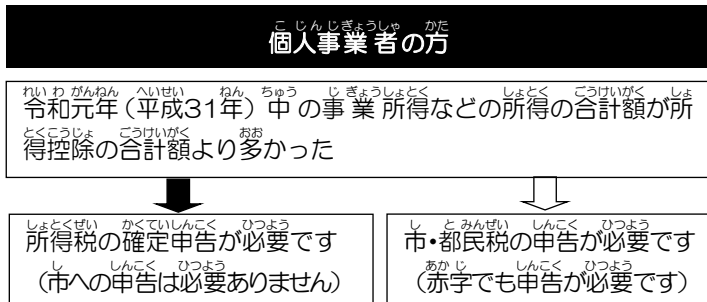 個人事業者の方
令和元年（平成31年）中の事業所得などの所得の合計額が所
得控除の合計額より多かった
所得税の確定申告が必要です
（市への申告は必要ありません）
市・都民税の申告が必要です
（赤字でも申告が必要です）